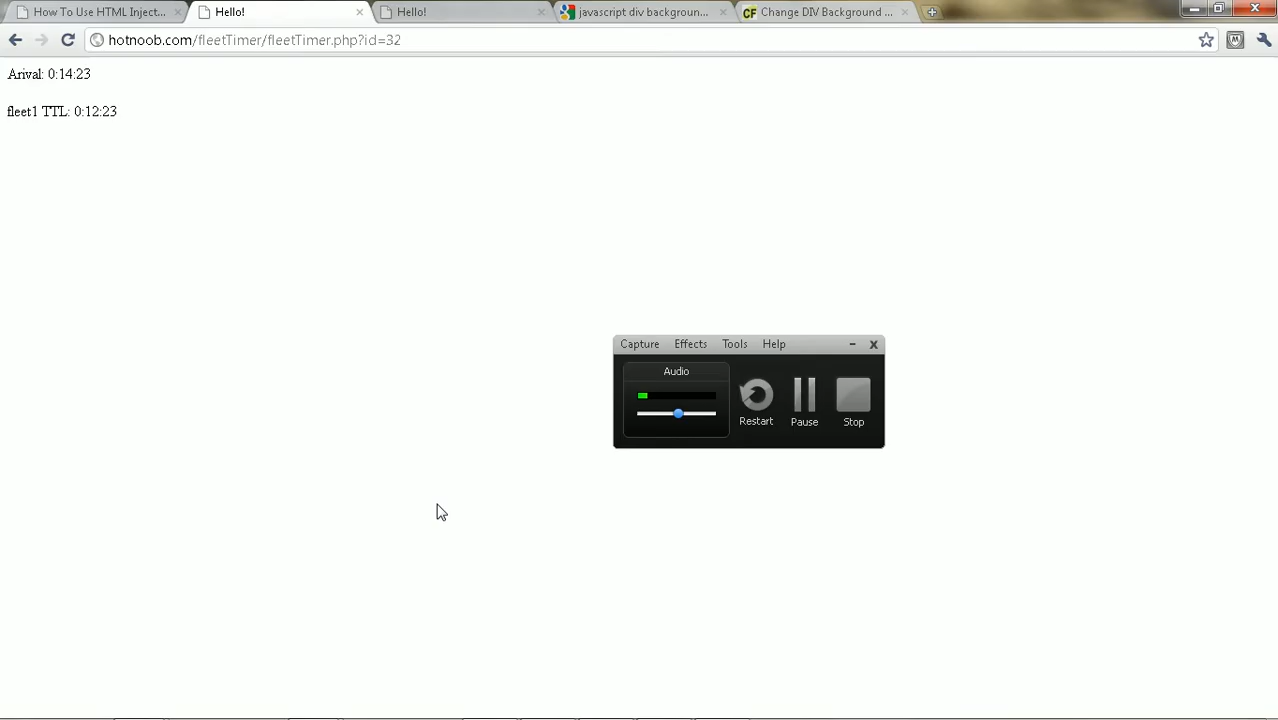 How To Use HTML Inject...
Hello!
Hello!
javascript div backgroun...
CF Change DIV Background ...
hotnoob.com/fleetTimer/fleetTimer.php?id=32
Arival: 0:14:23
fleet1 TTL: 0:12:23
Capture Effects Tools Help
Audio
Restart
Pause
Stop